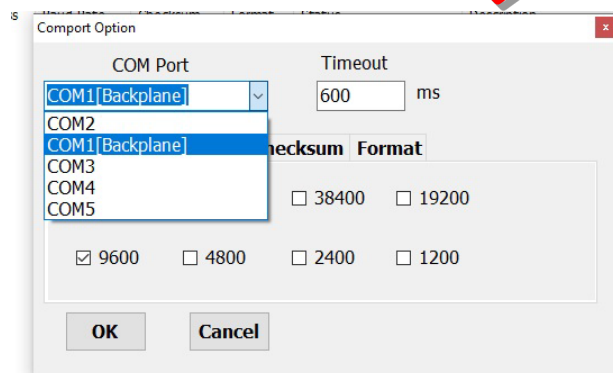 Comport Option
x
COM Port Timeout
COM1[Backplane] 600 ms
COM2
COM1[Backplane]
COM3
COM4
COM5
Format
38400 19200
9600 4800 2400 1200
OK Cancel